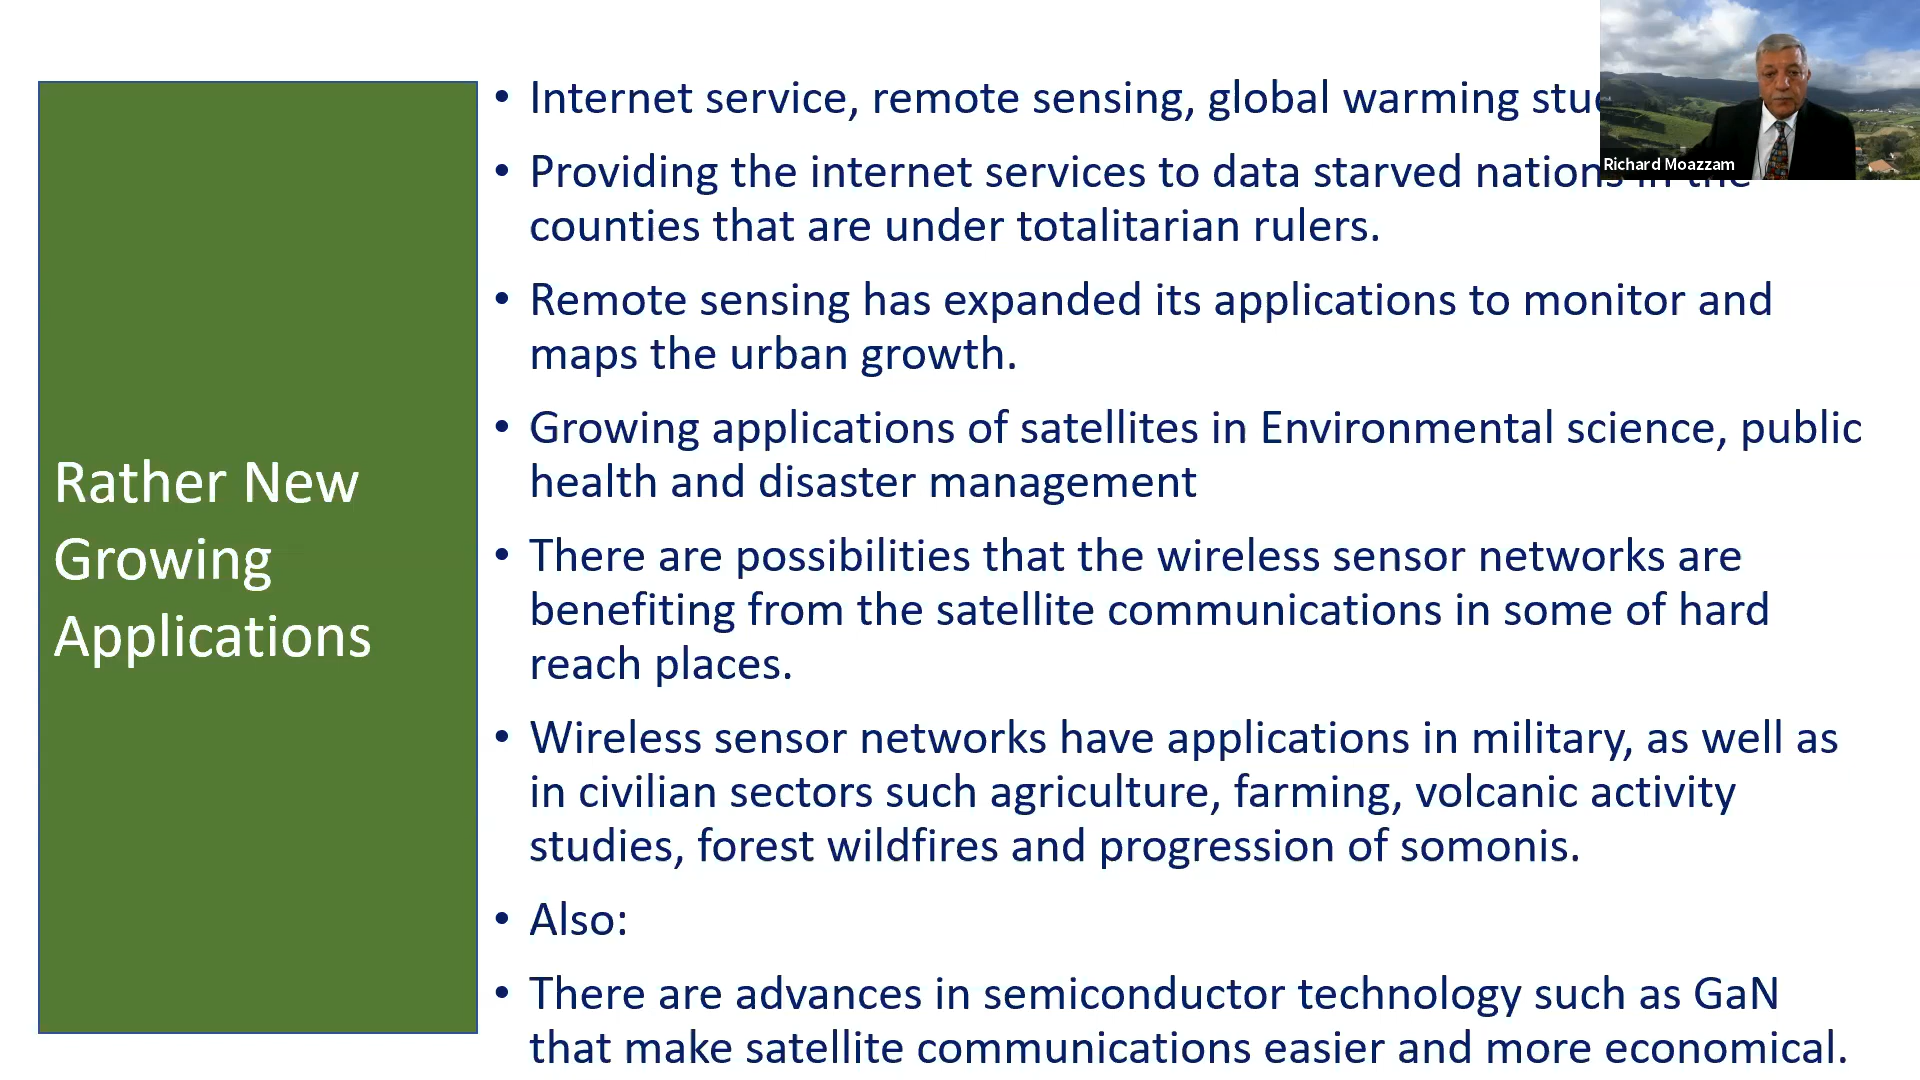 Rather New
Growing
Applications
• Internet service, remote sensing, global warming
• Providing the internet services to data starved nations in the
counties that are under totalitarian rulers.
• Remote sensing has expanded its applications to monitor and
maps the urban growth.
• Growing applications of satellites in Environmental science, public
health and disaster management
• There are possibilities that the wireless sensor networks are
benefiting from the satellite communications in some of hard
reach places.
• Wireless sensor networks have applications in military, as well as
in civilian sectors such agriculture, farming, volcanic activity
studies, forest wildfires and progression of somonis.
• Also:
• There are advances in semiconductor technology such as GaN
that make satellite communications easier and more economical.
Richard Moazzam